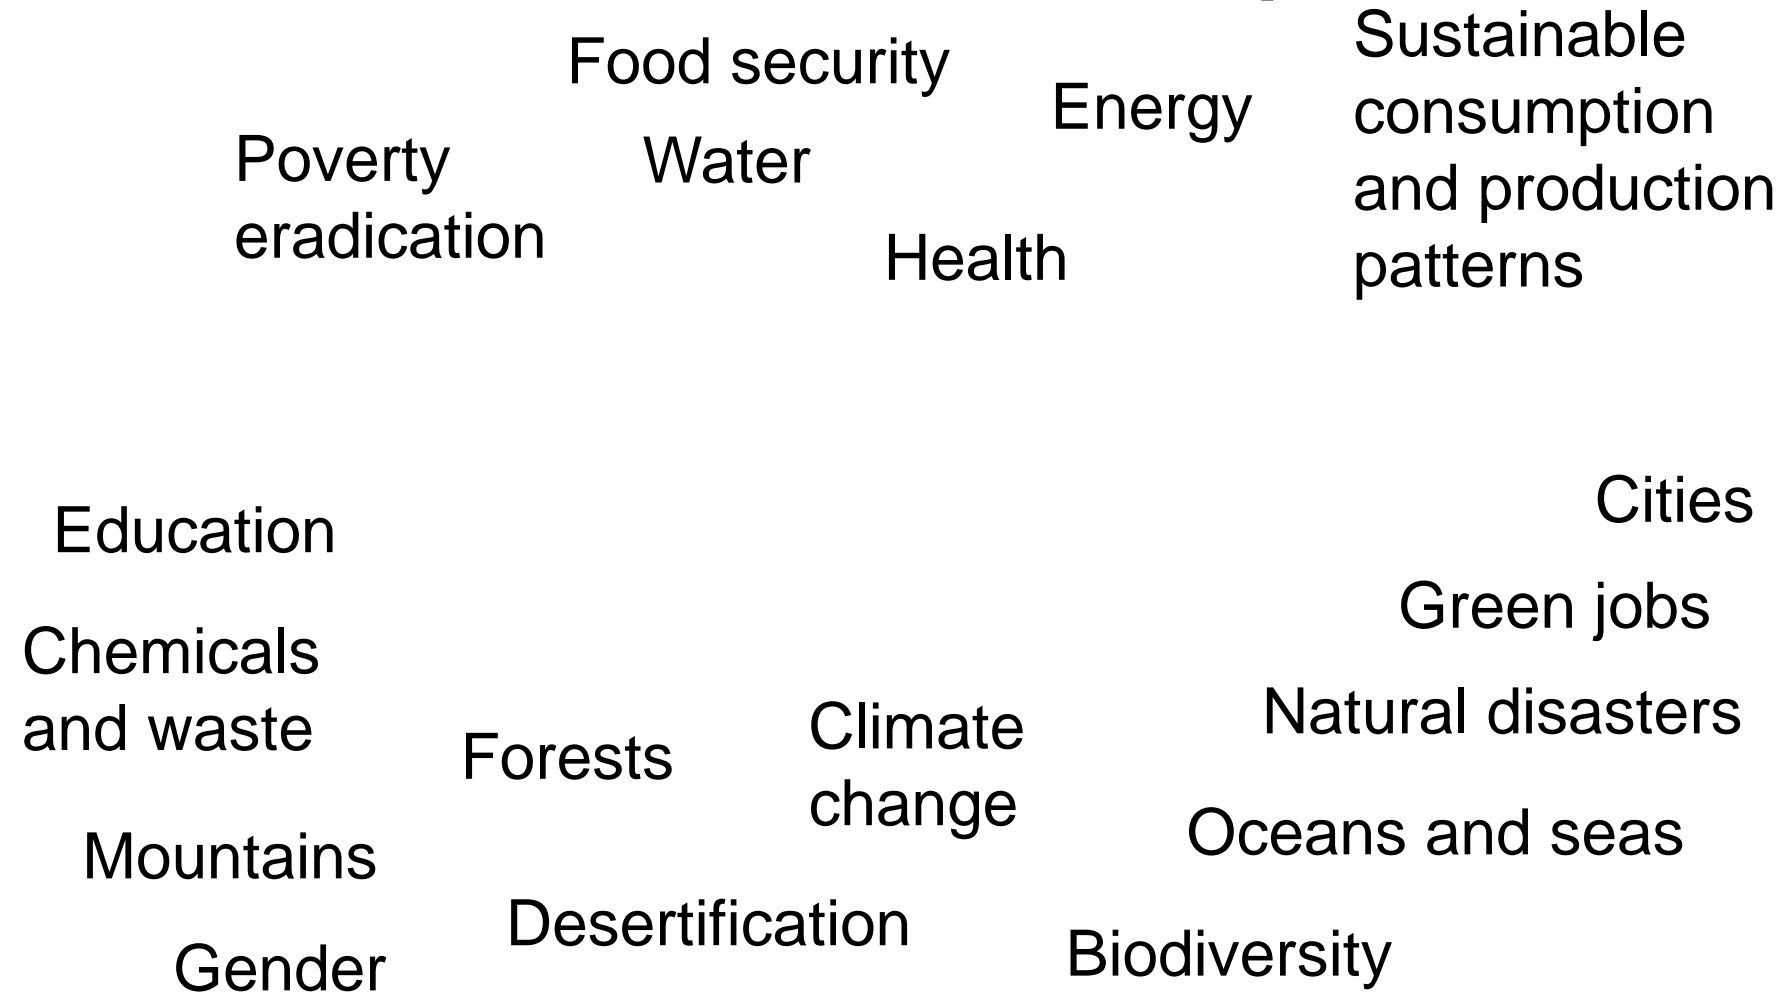 Food security
Energy
Sustainable
consumption
and production
patterns
Poverty
eradication
Water
Health
Education
Cities
Green jobs
Chemicals
and waste
Forests
Climate
change
Natural disasters
Mountains
Oceans and seas
Desertification
Gender
Biodiversity